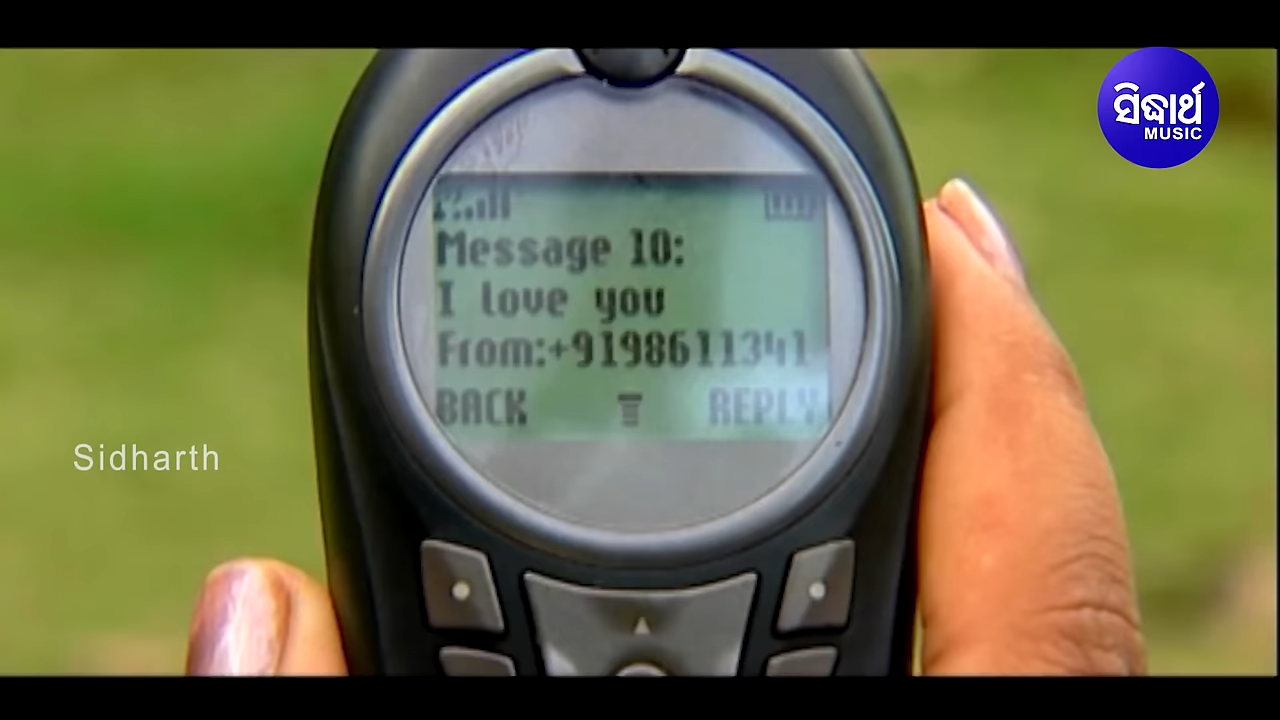 ସିଦ୍ଧାର୍ଥ
MUSIC
Message 10:
I love you
From:+9198611341
BACK
REPLY
Sidharth